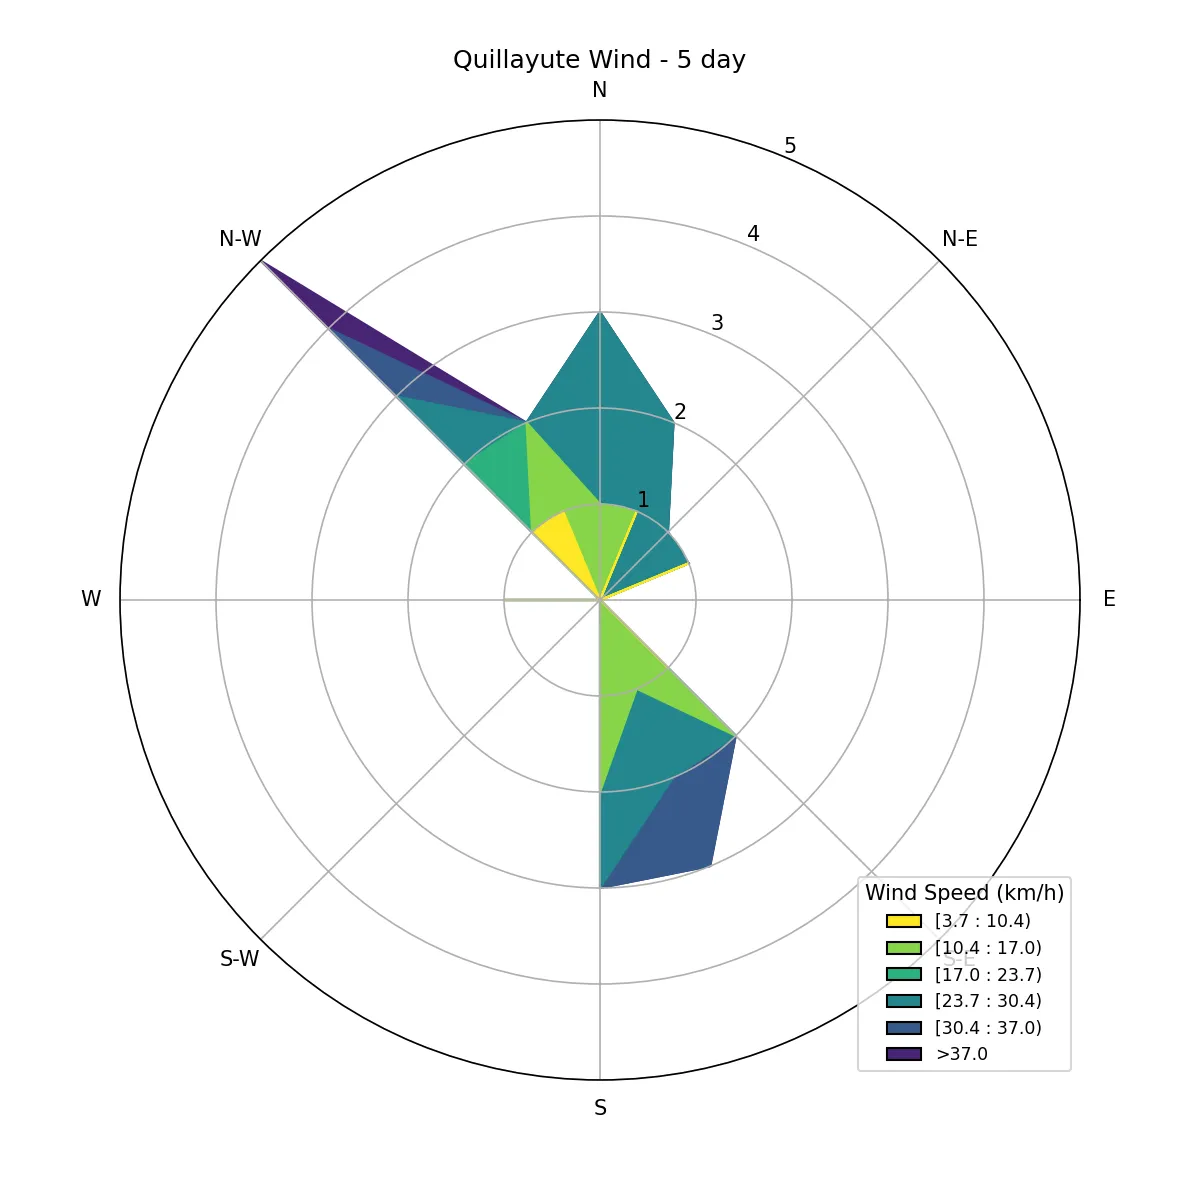 Quillayute Wind - 5 day
N
5
N-W
N-E
4
3
2
1
W
E
S-W
S-E
S
Wind Speed (km/h)
[3.7 : 10.4)
[10.4 : 17.0)
[17.0 : 23.7)
[23.7 : 30.4)
[30.4 : 37.0)
>37.0